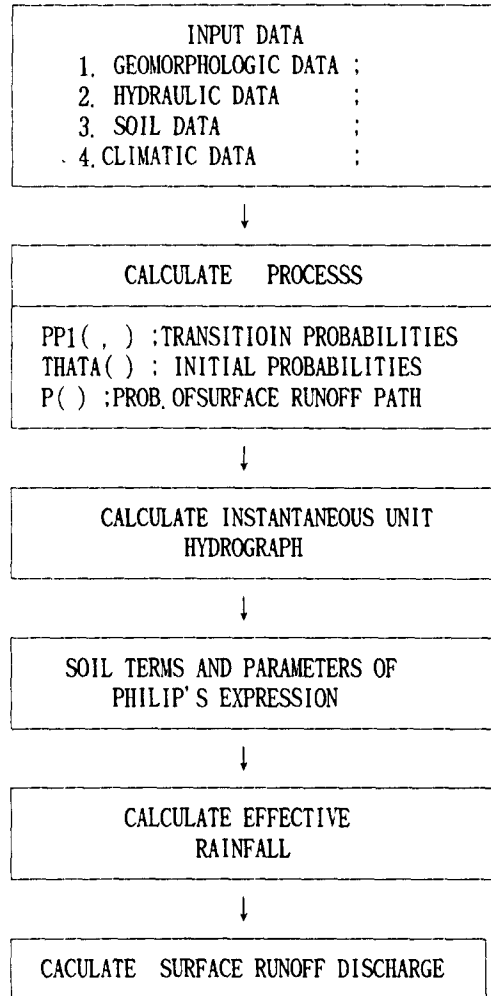 INPUT DATA
1. GEOMORPHOLOGIC DATA ;
2. HYDRAULIC DATA ;
3. SOIL DATA ;
4. CLIMATIC DATA ;
↓
CALCULATE PROCESSS
PP1( , ) ;TRANSITIOIN PROBABILITIES
THATA( ) ; INITIAL PROBABILITIES
P( ) ;PROB. OFSURFACE RUNOFF PATH
↓
CALCULATE INSTANTANEOUS UNIT
HYDROGRAPH
↓
SOIL TERMS AND PARAMETERS OF
PHILIP'S EXPRESSION
↓
CALCULATE EFFECTIVE
RAINFALL
↓
CACULATE SURFACE RUNOFF DISCHARGE